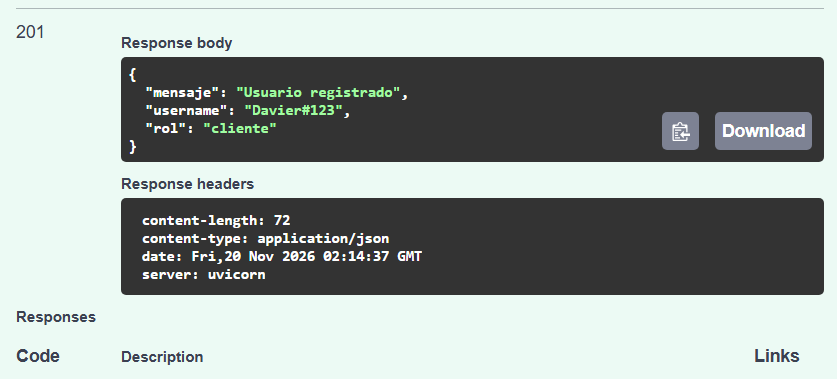 201
Response body
{
  "mensaje": "Usuario registrado",
  "username": "Davier#123",
  "rol": "cliente"
}
Download
Response headers
content-length: 72
content-type: application/json
date: Fri,20 Nov 2026 02:14:37 GMT
server: uvicorn
Responses
Code Description Links